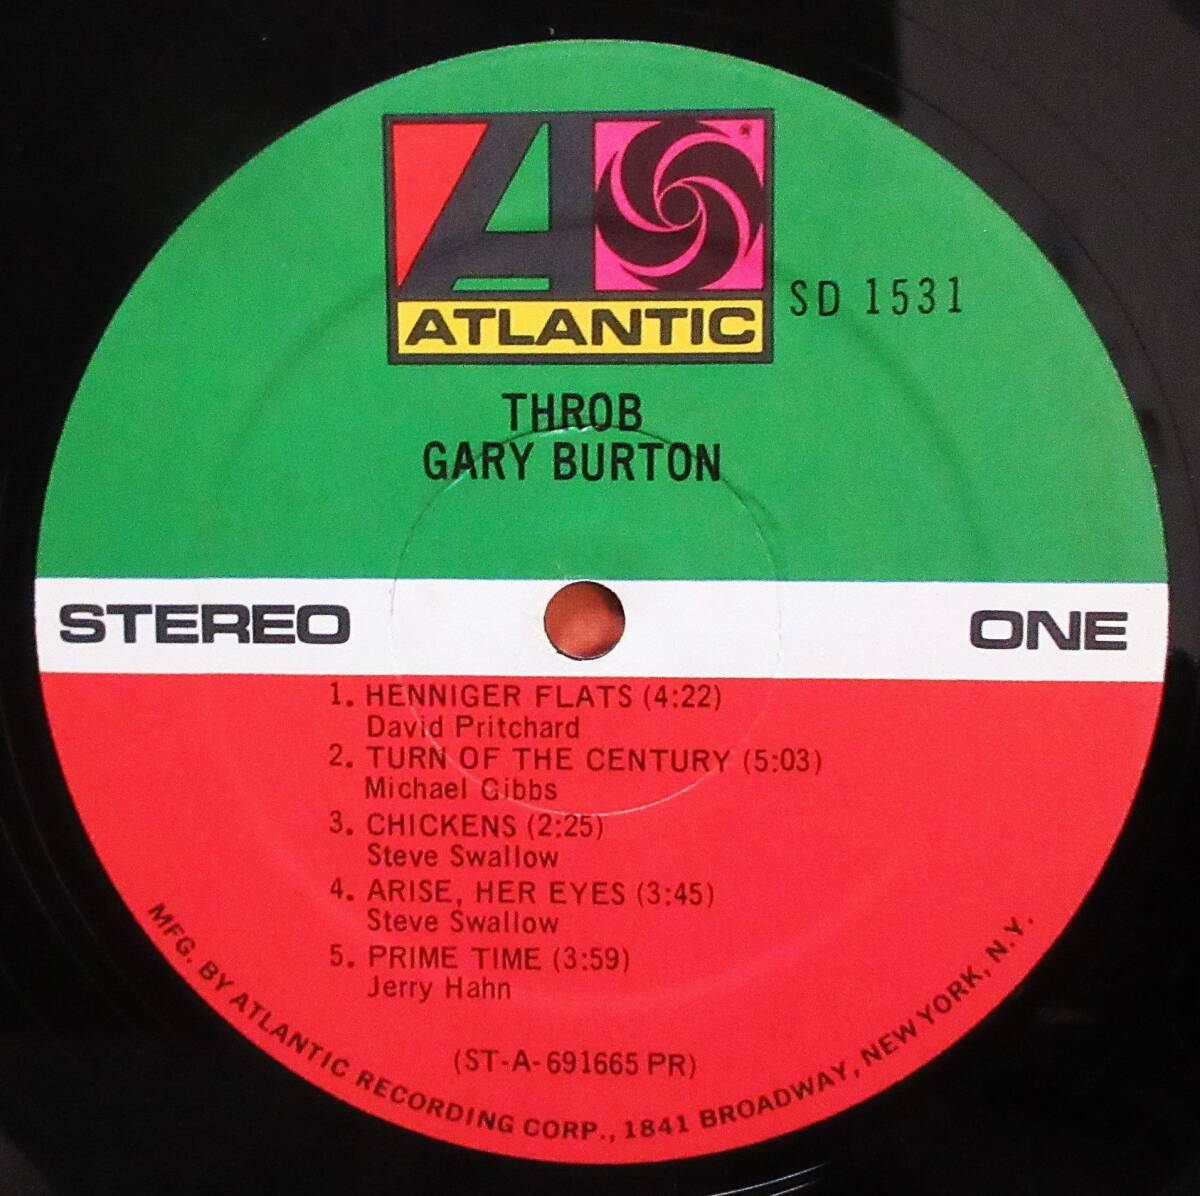 ATLANTIC
SD 1531
THROB
GARY BURTON
STEREO
ONE
1. HENNIGER FLATS (4:22)
David Pritchard
2. TURN OF THE CENTURY (5:03)
Michael Gibbs
3. CHICKENS (2:25)
Steve Swallow
4. ARISE, HER EYES (3:45)
Steve Swallow
5. PRIME TIME (3:59)
Jerry Hahn
(ST-A-691665 PR)
MFG. BY ATLANTIC RECORDING CORP., 1841 BROADWAY, NEW YORK, N.Y.